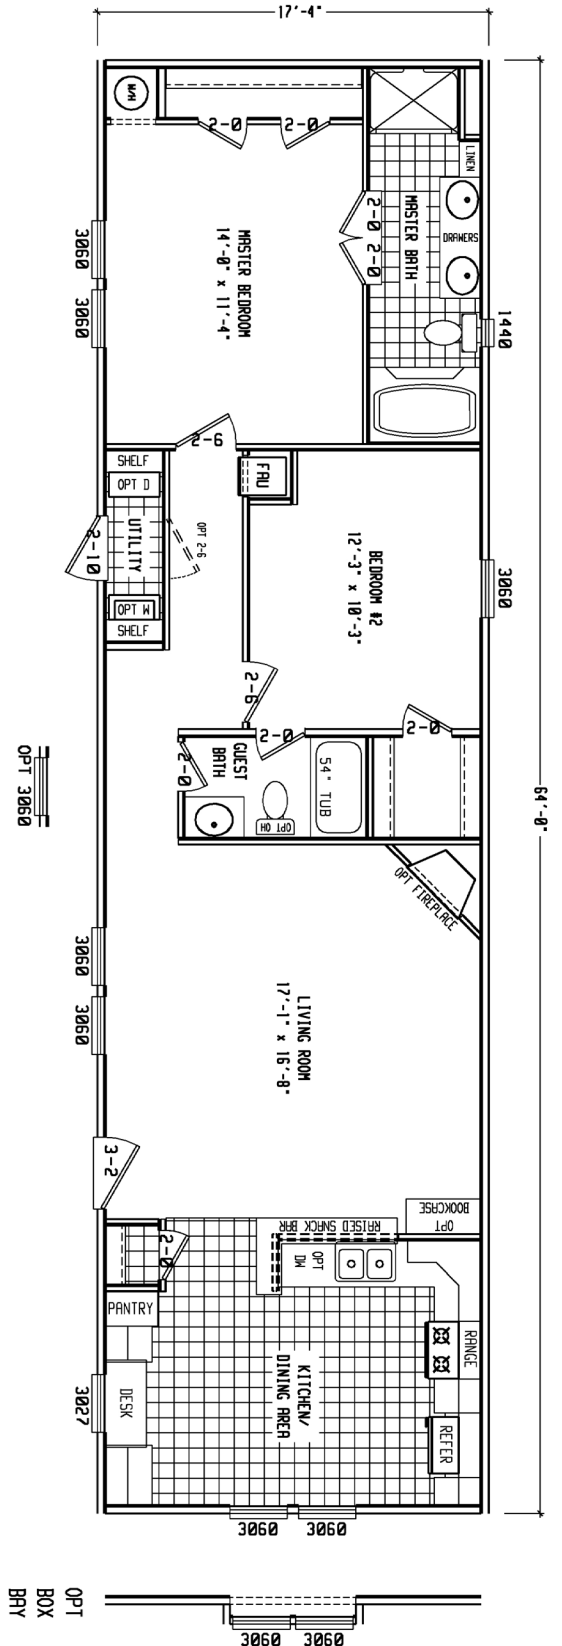 17'-4"
W/H
2-0
2-0
LINEN
DRAWERS
MASTER BATH
2-0
2-0
1440
MASTER BEDROOM
14'-0" x 11'-4"
3060
3060
2-6
SHELF
OPT D
UTILITY
2-10
OPT 2-6
OPT W
SHELF
FAU
BEDROOM #2
12'-3" x 10'-3"
3060
2-6
2-0
2-0
GUEST
BATH
2-0
54" TUB
OPT OH
OPT 3060
64'-0"
OPT FIREPLACE
3060
3060
LIVING ROOM
17'-1" x 16'-8"
3-2
OPT
BOOKCASE
RAISED SNACK BAR
2-0
OPT
DW
PANTRY
RANGE
KITCHEN/
DINING AREA
DESK
3027
REFER
3060
3060
OPT
BOX
BAY
3060
3060